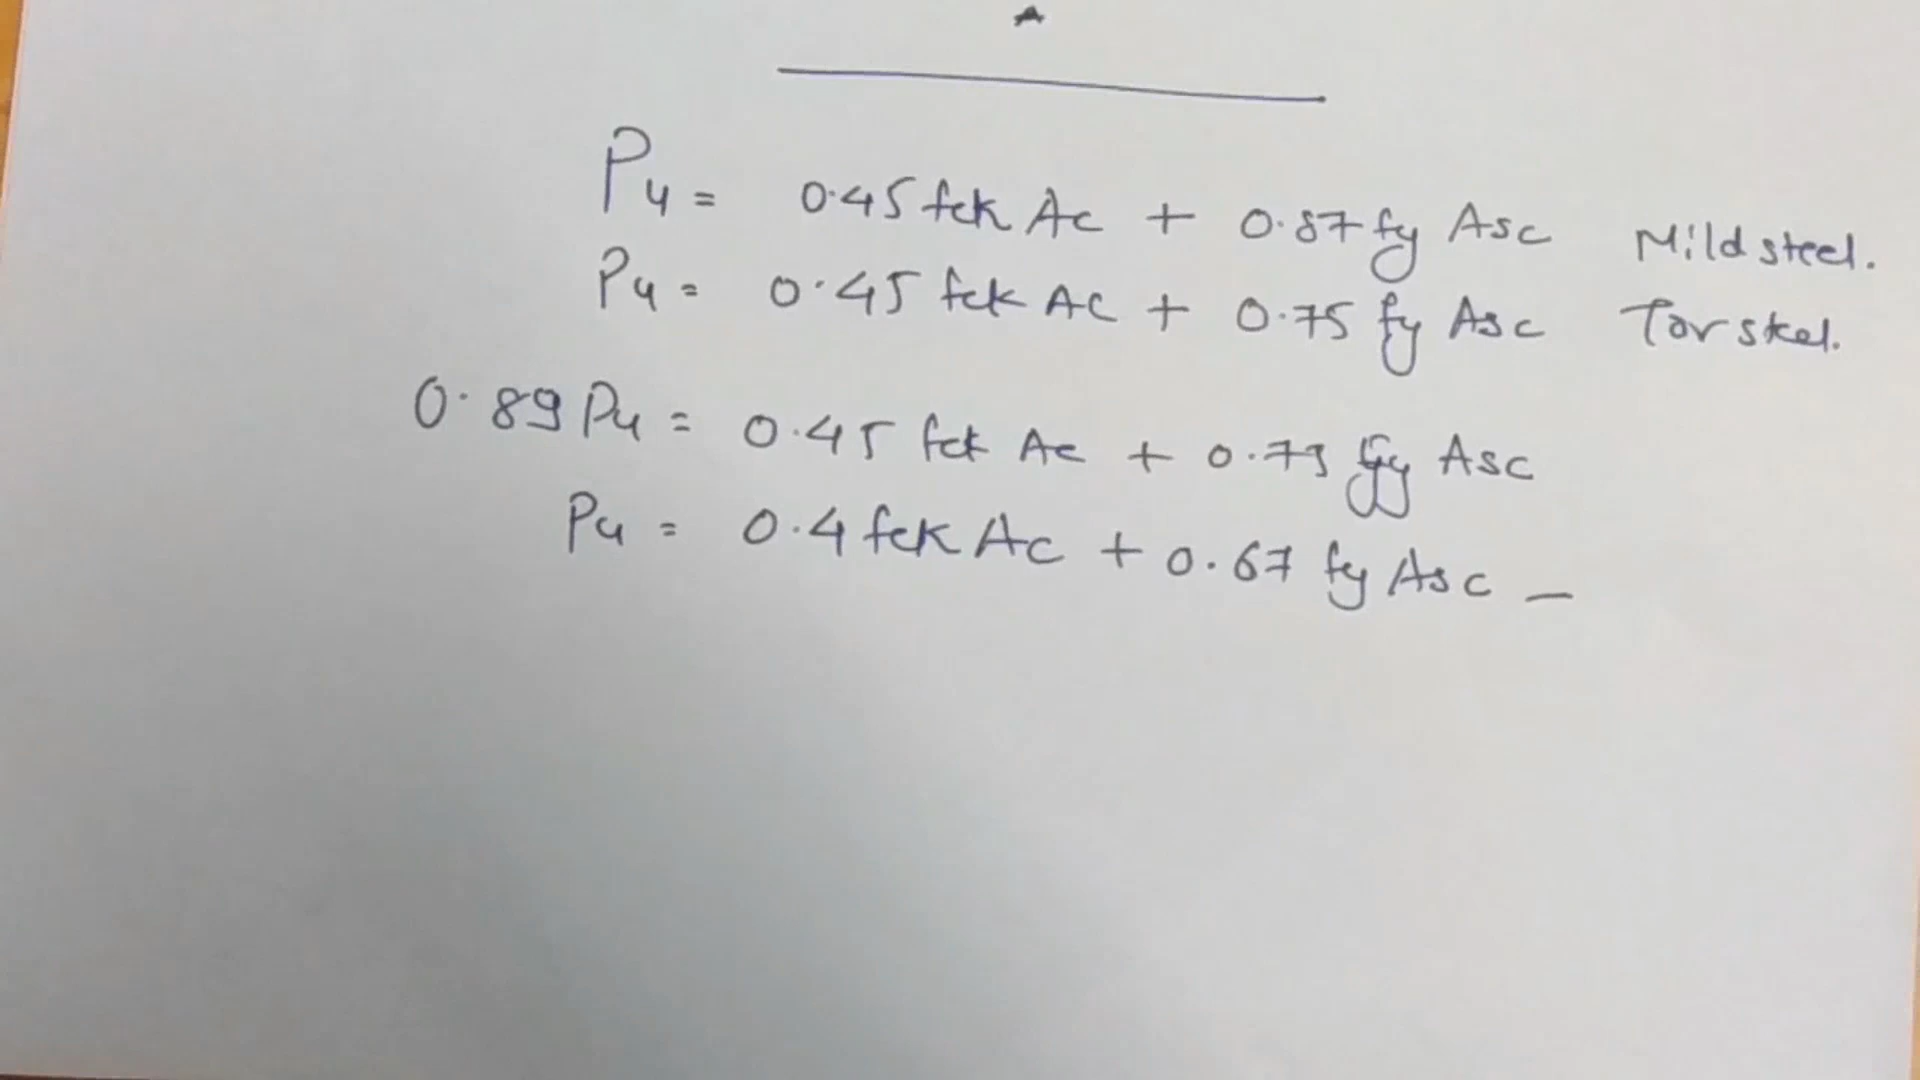 Pu = 0.45 fck Ac + 0.87 fy Asc Mild steel.
Pu = 0.45 fck Ac + 0.75 fy Asc Tor steel.
0.89 Pu = 0.45 fck Ac + 0.75 fy Asc
Pu = 0.4 fck Ac + 0.67 fy Asc —